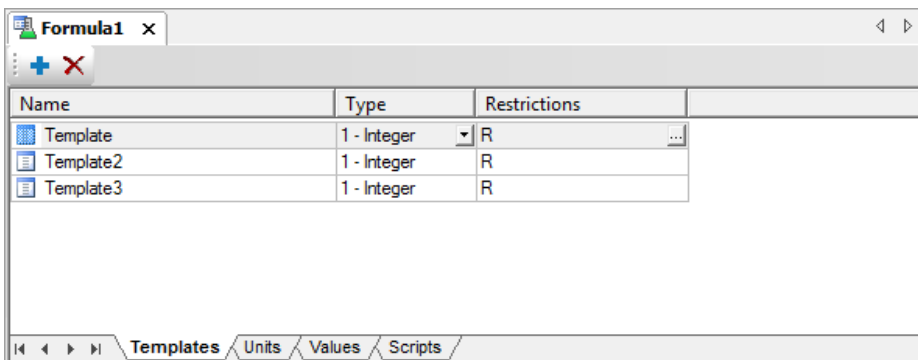 Formula1
Name Type Restrictions
Template 1 - Integer R ...
Template2 1 - Integer R
Template3 1 - Integer R
Templates Units Values Scripts